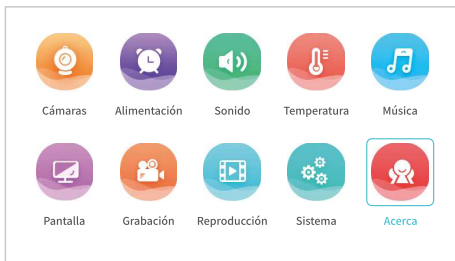 Cámaras Alimentación Sonido Temperatura Música
Pantalla Grabación Reproducción Sistema Acerca